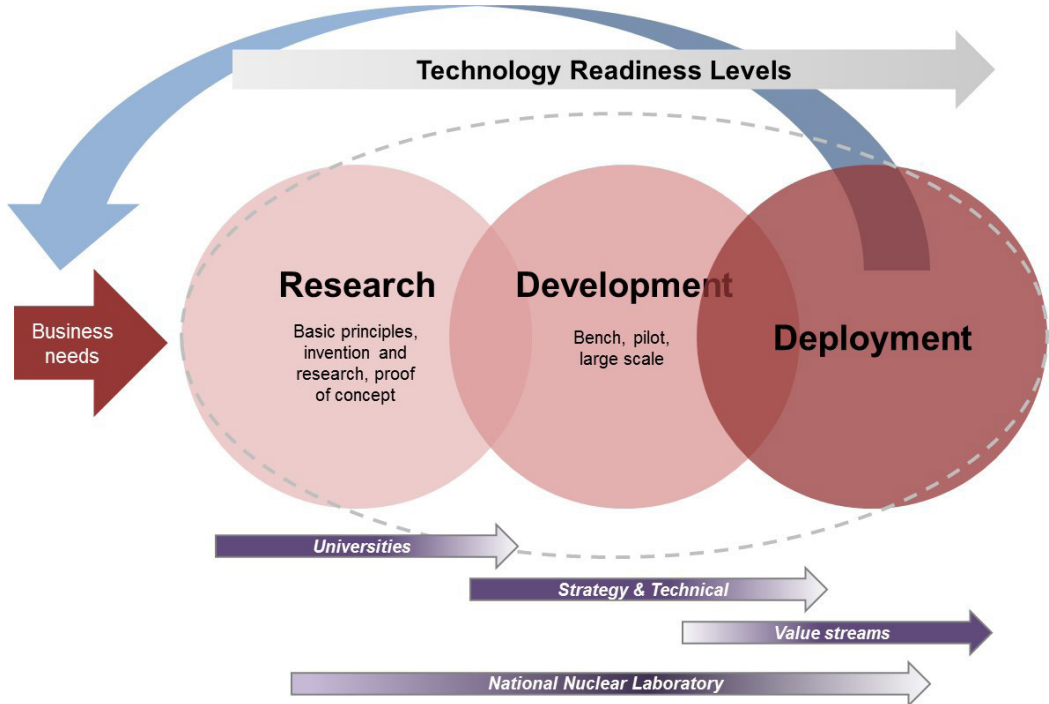 Technology Readiness Levels
Business
needs
Research
Basic principles,
invention and
research, proof
of concept
Development
Bench, pilot,
large scale
Deployment
Universities
Strategy & Technical
Value streams
National Nuclear Laboratory